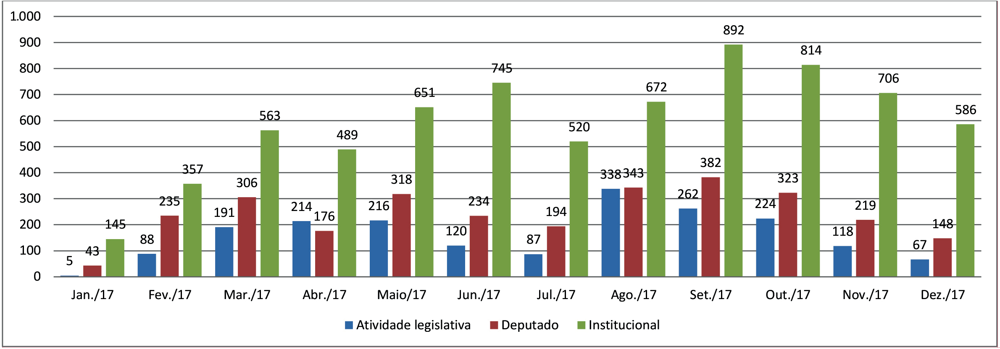 1.000
900
800
700
600
500
400
300
200
100
0
5 43 145
88 235 357
191 306 563
214 176 489
216 318 651
120 234 745
87 194 520
338 343 672
262 382 892
224 323 814
118 219 706
67 148 586
Jan./17 Fev./17 Mar./17 Abr./17 Maio/17 Jun./17 Jul./17 Ago./17 Set./17 Out./17 Nov./17 Dez./17
Atividade legislativa Deputado Institucional